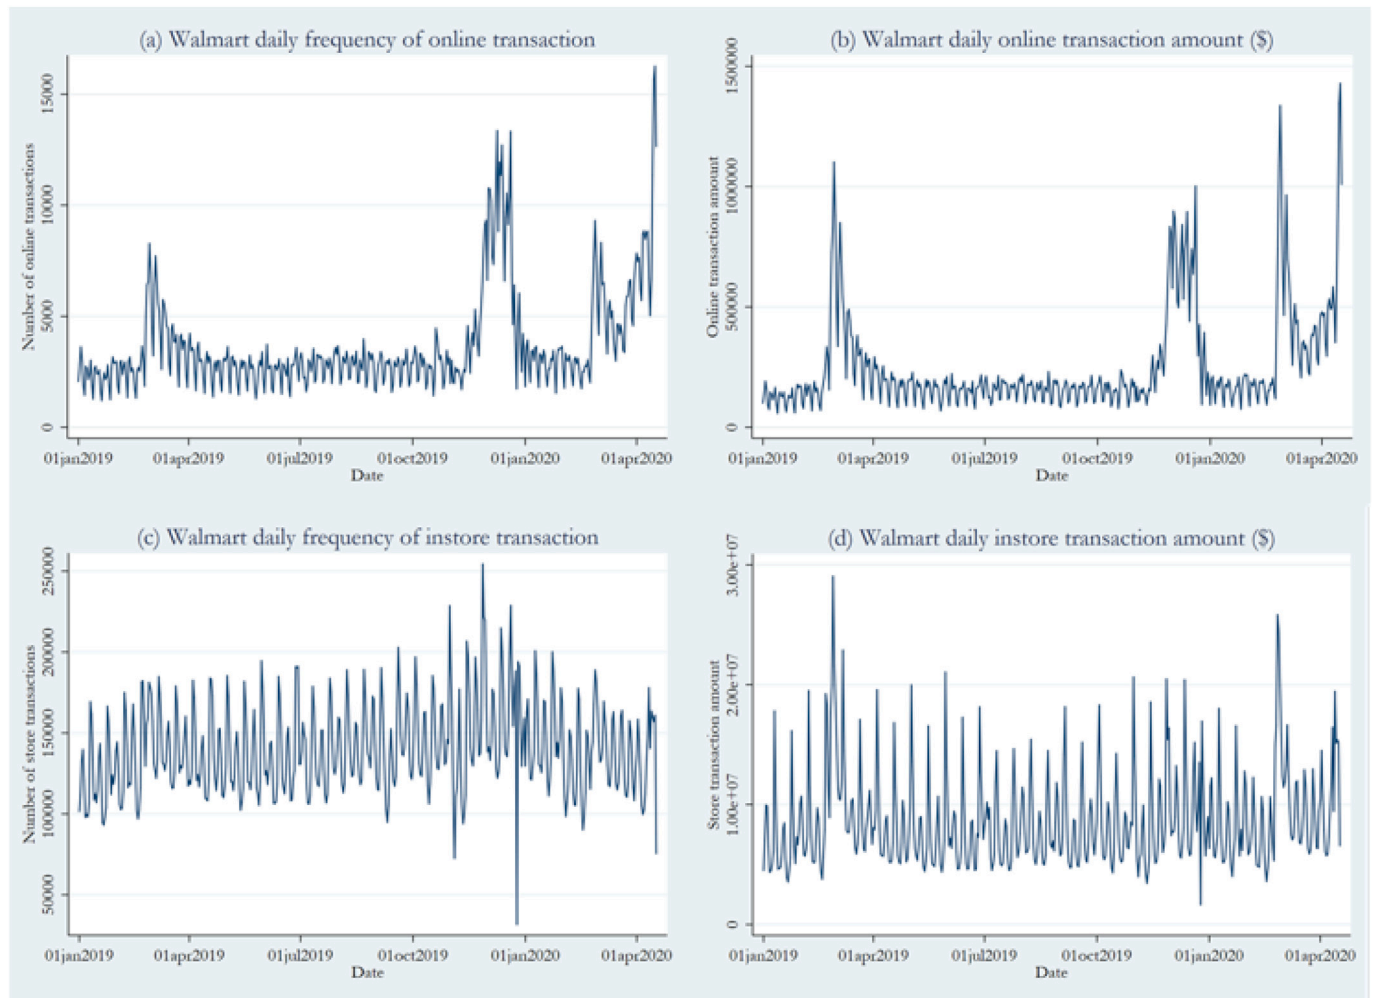 (a) Walmart daily frequency of online transaction
Number of online transactions
15000
10000
5000
0
01jan2019 01apr2019 01jul2019 01oct2019 01jan2020 01apr2020
Date
(b) Walmart daily online transaction amount ($)
Online transaction amount
1500000
1000000
500000
0
01jan2019 01apr2019 01jul2019 01oct2019 01jan2020 01apr2020
Date
(c) Walmart daily frequency of instore transaction
Number of store transactions
250000
200000
150000
100000
50000
01jan2019 01apr2019 01jul2019 01oct2019 01jan2020 01apr2020
Date
(d) Walmart daily instore transaction amount ($)
Store transaction amount
3.00e+07
2.00e+07
1.00e+07
0
01jan2019 01apr2019 01jul2019 01oct2019 01jan2020 01apr2020
Date